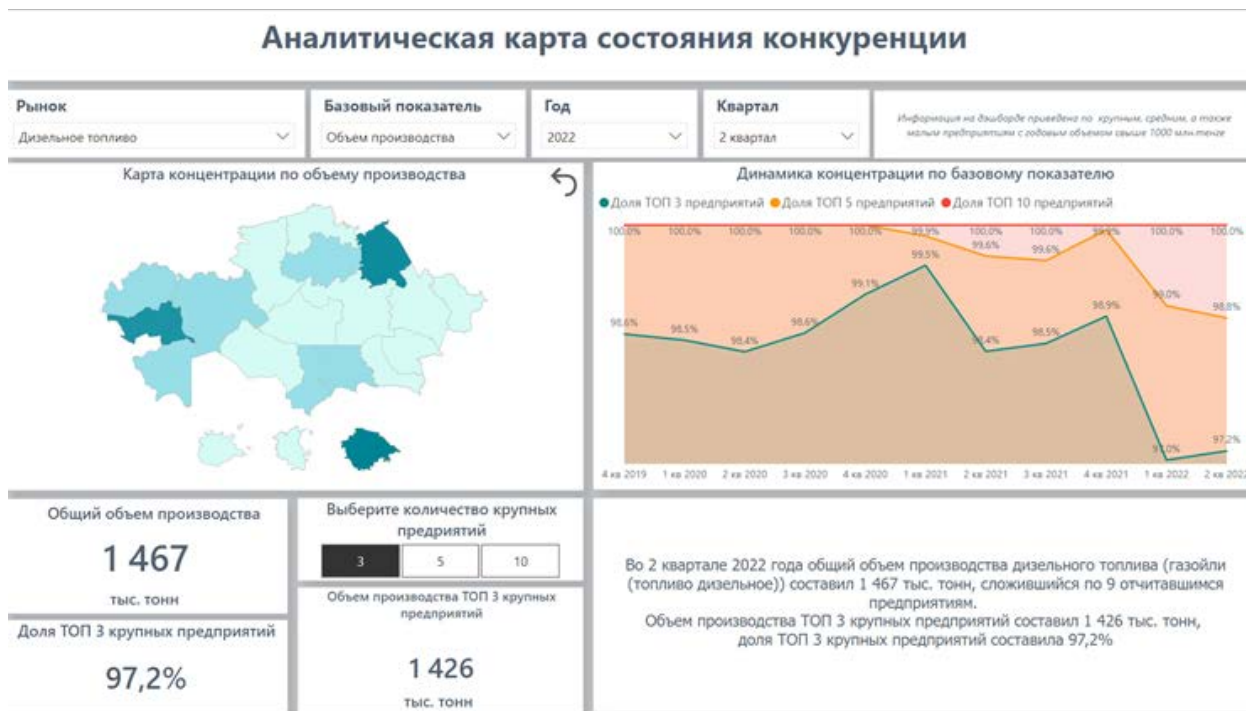 Аналитическая карта состояния конкуренции
Рынок
Базовый показатель
Год
Квартал
Дизельное топливо
Объем производства
2022
2 квартал
Информация на дашборде приведена по крупным, средним, а также
малым предприятиям с годовым объемом свыше 1000 млн.тенге
Карта концентрации по объему производства
Динамика концентрации по базовому показателю
Доля ТОП 3 предприятий Доля ТОП 5 предприятий Доля ТОП 10 предприятий
100,0% 100,0% 100,0% 100,0% 100,0% 99,9% 100,0% 100,0% 99,9% 100,0% 100,0%
99,6% 99,6% 99,0% 98,8%
98,6% 98,5% 98,4% 98,6% 99,1% 99,5% 98,4% 98,5% 98,9% 97,0% 97,2%
4 кв 2019 1 кв 2020 2 кв 2020 3 кв 2020 4 кв 2020 1 кв 2021 2 кв 2021 3 кв 2021 4 кв 2021 1 кв 2022 2 кв 2022
Общий объем производства
1 467
тыс. тонн
Доля ТОП 3 крупных предприятий
97,2%
Выберите количество крупных
предриятий
3 5 10
Объем производства ТОП 3 крупных
предприятий
1 426
тыс. тонн
Во 2 квартале 2022 года общий объем производства дизельного топлива (газойли
(топливо дизельное)) составил 1 467 тыс. тонн, сложившийся по 9 отчитавшимся
предприятиям.
Объем производства ТОП 3 крупных предприятий составил 1 426 тыс. тонн,
доля ТОП 3 крупных предприятий составила 97,2%